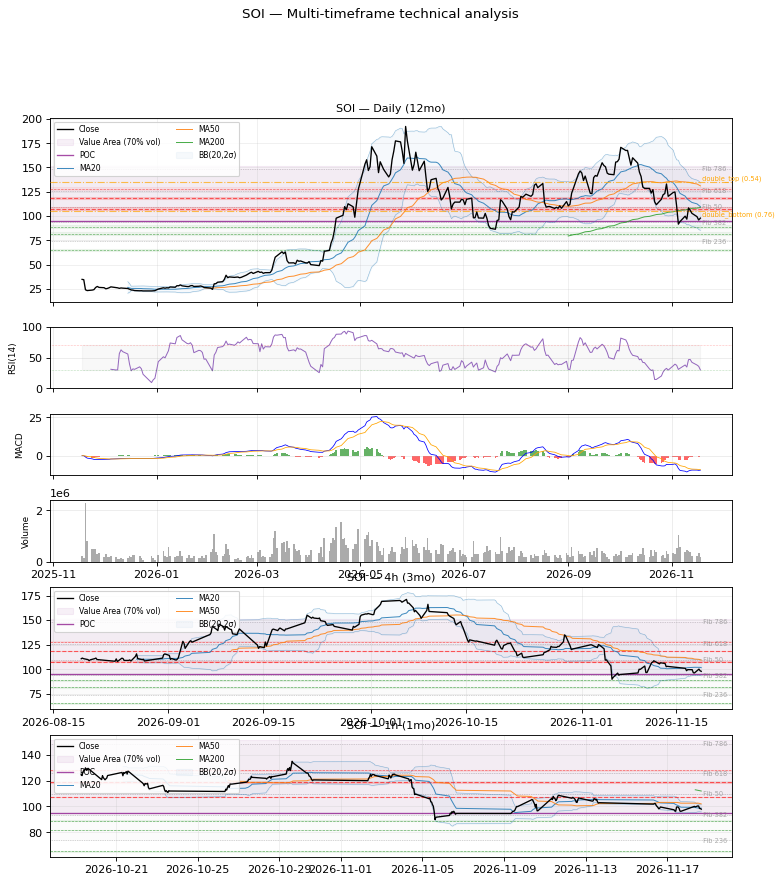 SOI — Multi-timeframe technical analysis
SOI — Daily (12mo)
Close
Value Area (70% vol)
POC
MA20
MA50
MA200
BB(20,2σ)
200
175
150
125
100
75
50
25
Fib 786
double_top (0.54)
Fib 618
Fib 50
double_bottom (0.76)
Fib 382
Fib 236
RSI(14)
100
50
0
MACD
25
0
1e6
Volume
2
0
2025-11 2026-01 2026-03 2026-05 2026-07 2026-09 2026-11
SOI — 4h (3mo)
Close
Value Area (70% vol)
POC
MA20
MA50
BB(20,2σ)
175
150
125
100
75
Fib 786
Fib 618
Fib 50
Fib 382
Fib 236
2026-08-15 2026-09-01 2026-09-15 2026-10-01 2026-10-15 2026-11-01 2026-11-15
SOI — 1h (1mo)
Close
Value Area (70% vol)
POC
MA20
MA50
MA200
BB(20,2σ)
140
120
100
80
Fib 786
Fib 618
Fib 50
Fib 382
Fib 236
2026-10-21 2026-10-25 2026-10-29 2026-11-01 2026-11-05 2026-11-09 2026-11-13 2026-11-17